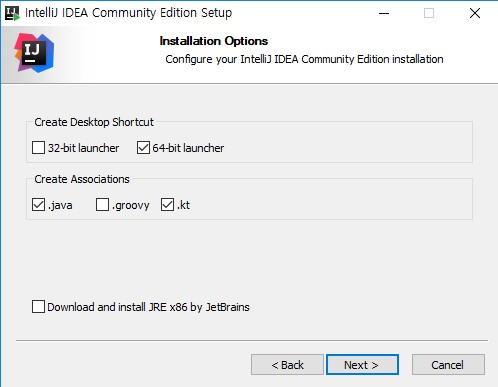 IntelliJ IDEA Community Edition Setup
IJ
Installation Options
Configure your IntelliJ IDEA Community Edition installation
Create Desktop Shortcut
32-bit launcher 64-bit launcher
Create Associations
.java .groovy .kt
Download and install JRE x86 by JetBrains
< Back Next > Cancel